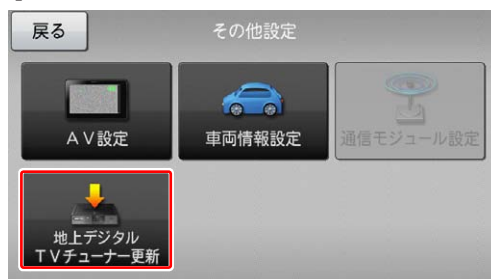 戻る
その他設定
AV設定
車両情報設定
通信モジュール設定
地上デジタル
TVチューナー更新